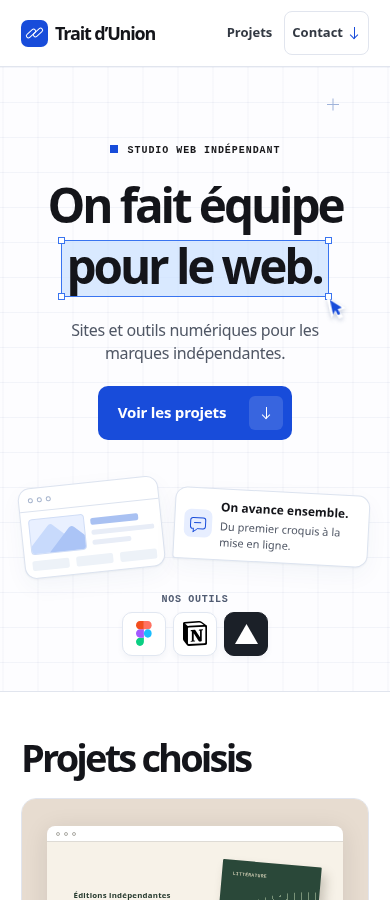 Trait d’Union
Projets
Contact ↓
STUDIO WEB INDÉPENDANT
On fait équipe
pour le web.
Sites et outils numériques pour les
marques indépendantes.
Voir les projets ↓
On avance ensemble.
Du premier croquis à la
mise en ligne.
NOS OUTILS
Projets choisis
LITTÉRATURE
Éditions indépendantes